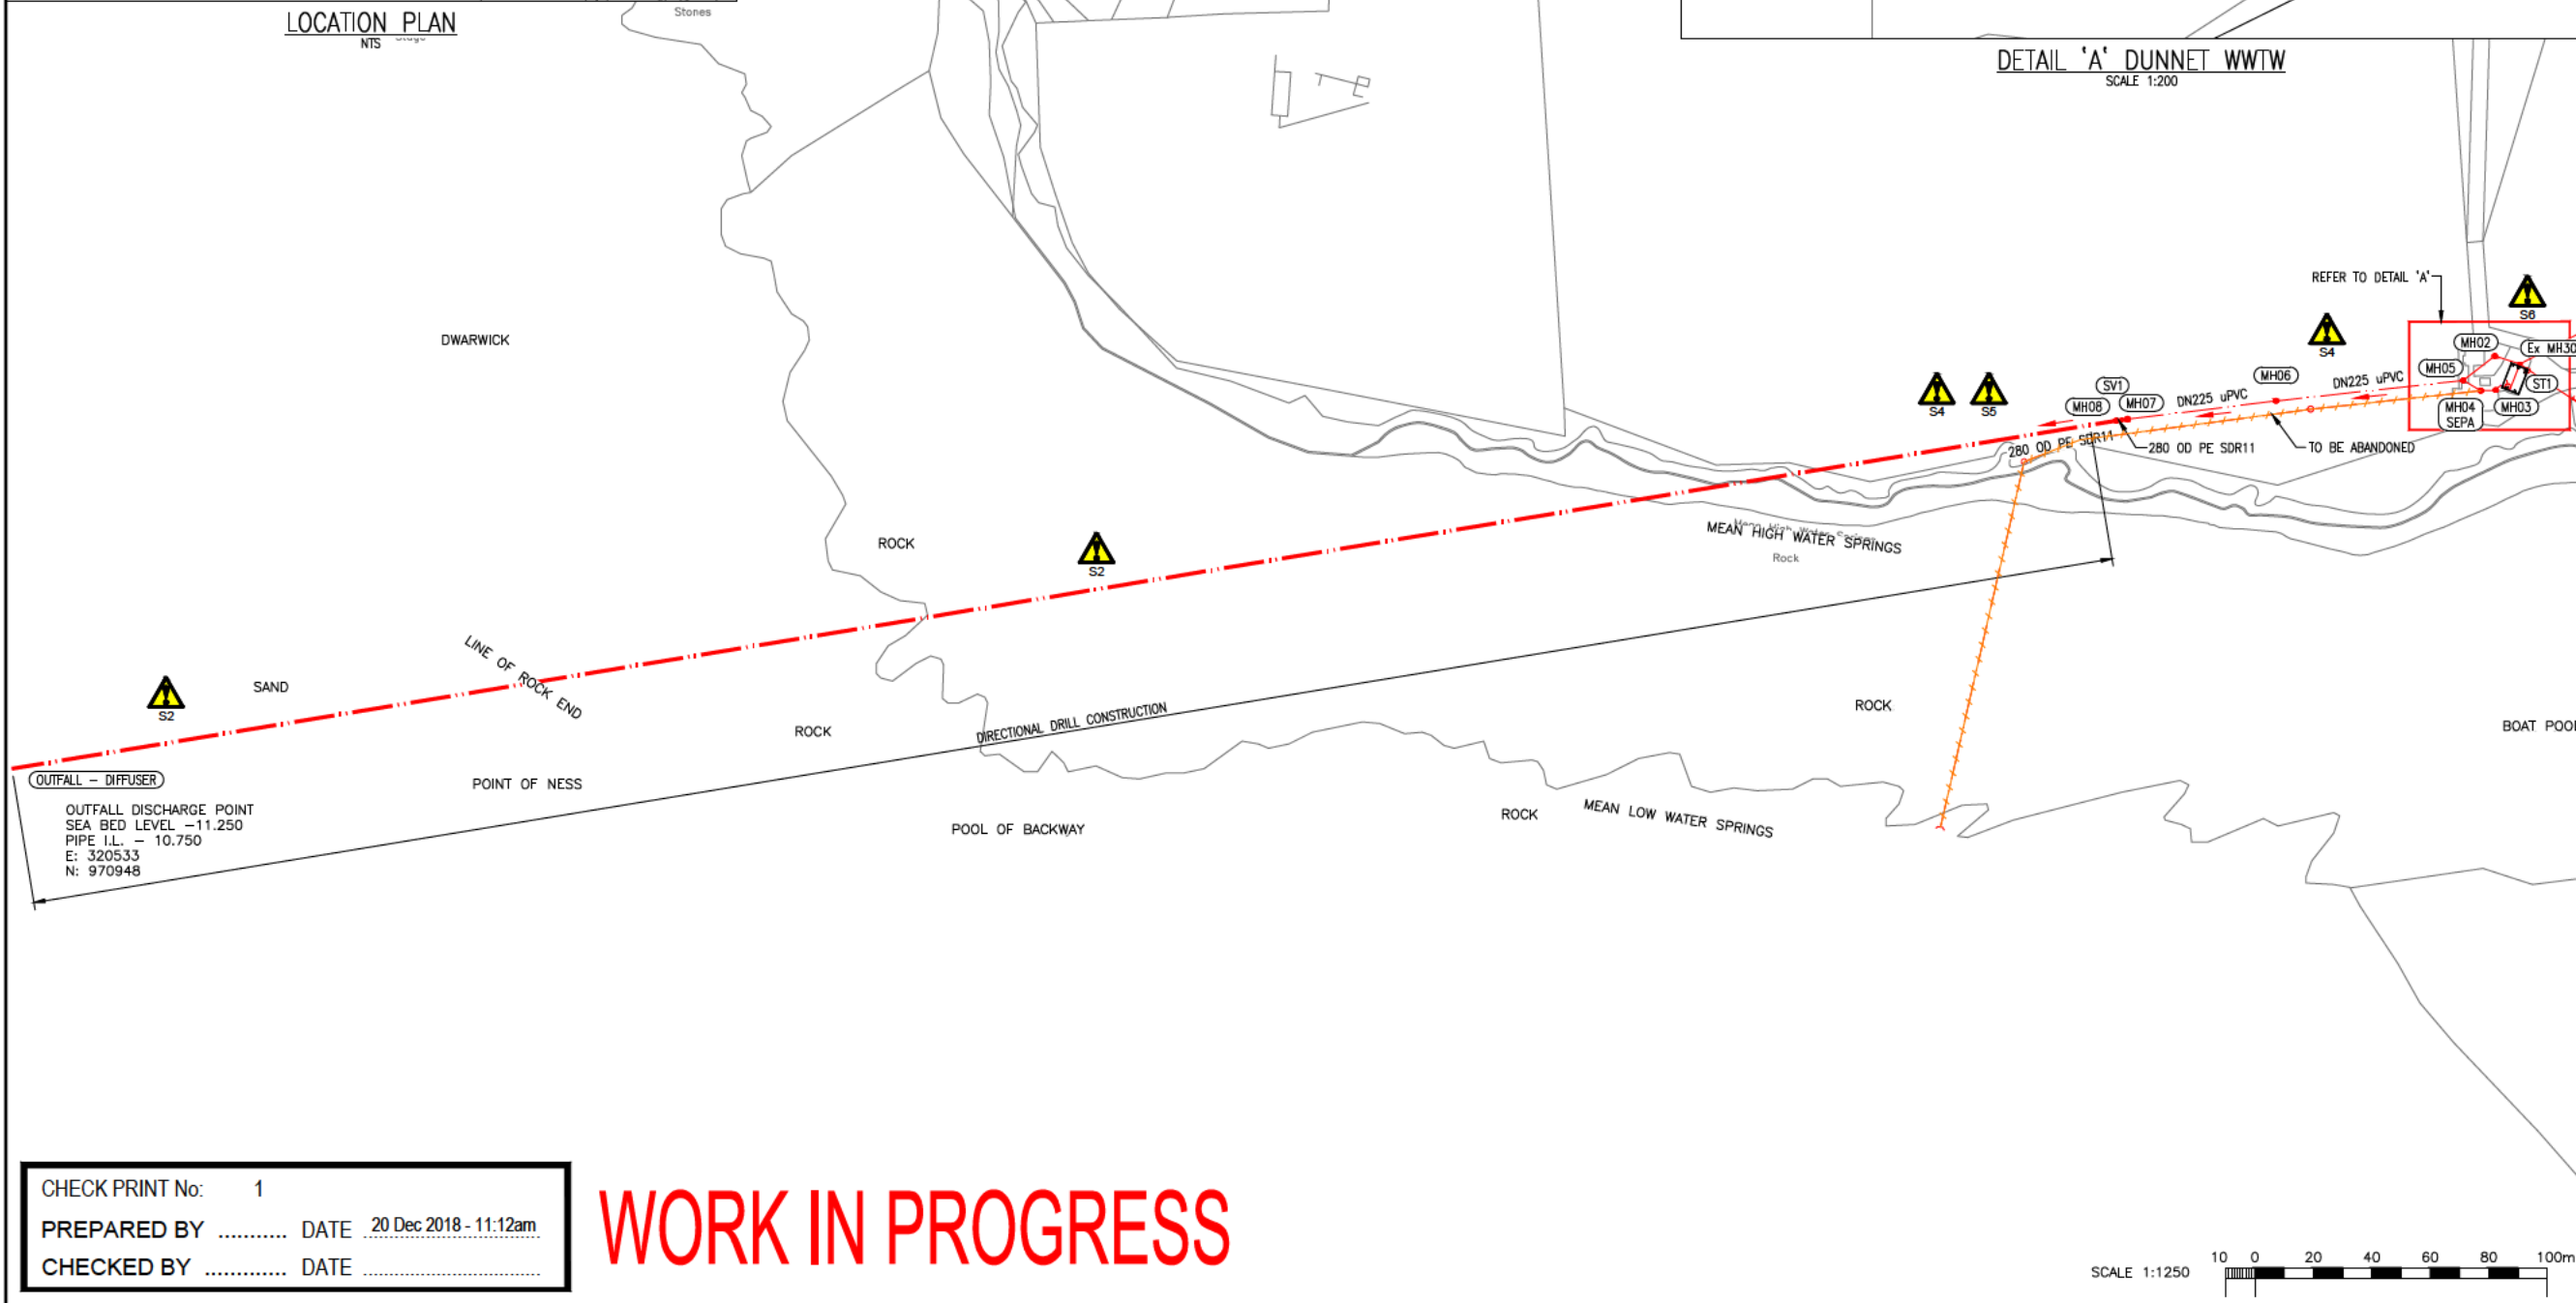 LOCATION PLAN
NTS
Stones
DETAIL 'A' DUNNET WWTW
SCALE 1:200
REFER TO DETAIL 'A'
S6
S4
DWARWICK
MH02
Ex MH30
MH05
ST1
MH04
SEPA
MH03
DN225 uPVC
MH06
SV1
DN225 uPVC
MH08
MH07
S4
S5
280 OD PE SDR11
280 OD PE SDR11
TO BE ABANDONED
MEAN HIGH WATER SPRINGS
Mean High Water Springs
Rock
ROCK
S2
LINE OF ROCK END
SAND
S2
ROCK
DIRECTIONAL DRILL CONSTRUCTION
ROCK
BOAT POOL
OUTFALL - DIFFUSER
POINT OF NESS
OUTFALL DISCHARGE POINT
SEA BED LEVEL -11.250
PIPE I.L. - 10.750
E: 320533
N: 970948
POOL OF BACKWAY
ROCK
MEAN LOW WATER SPRINGS
CHECK PRINT No: 1
PREPARED BY ........... DATE 20 Dec 2018 - 11:12am
CHECKED BY ............. DATE
WORK IN PROGRESS
SCALE 1:1250
10 0 20 40 60 80 100m